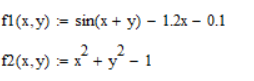 f1(x,y) := sin(x + y) − 1.2x − 0.1
f2(x,y) := x² + y² − 1